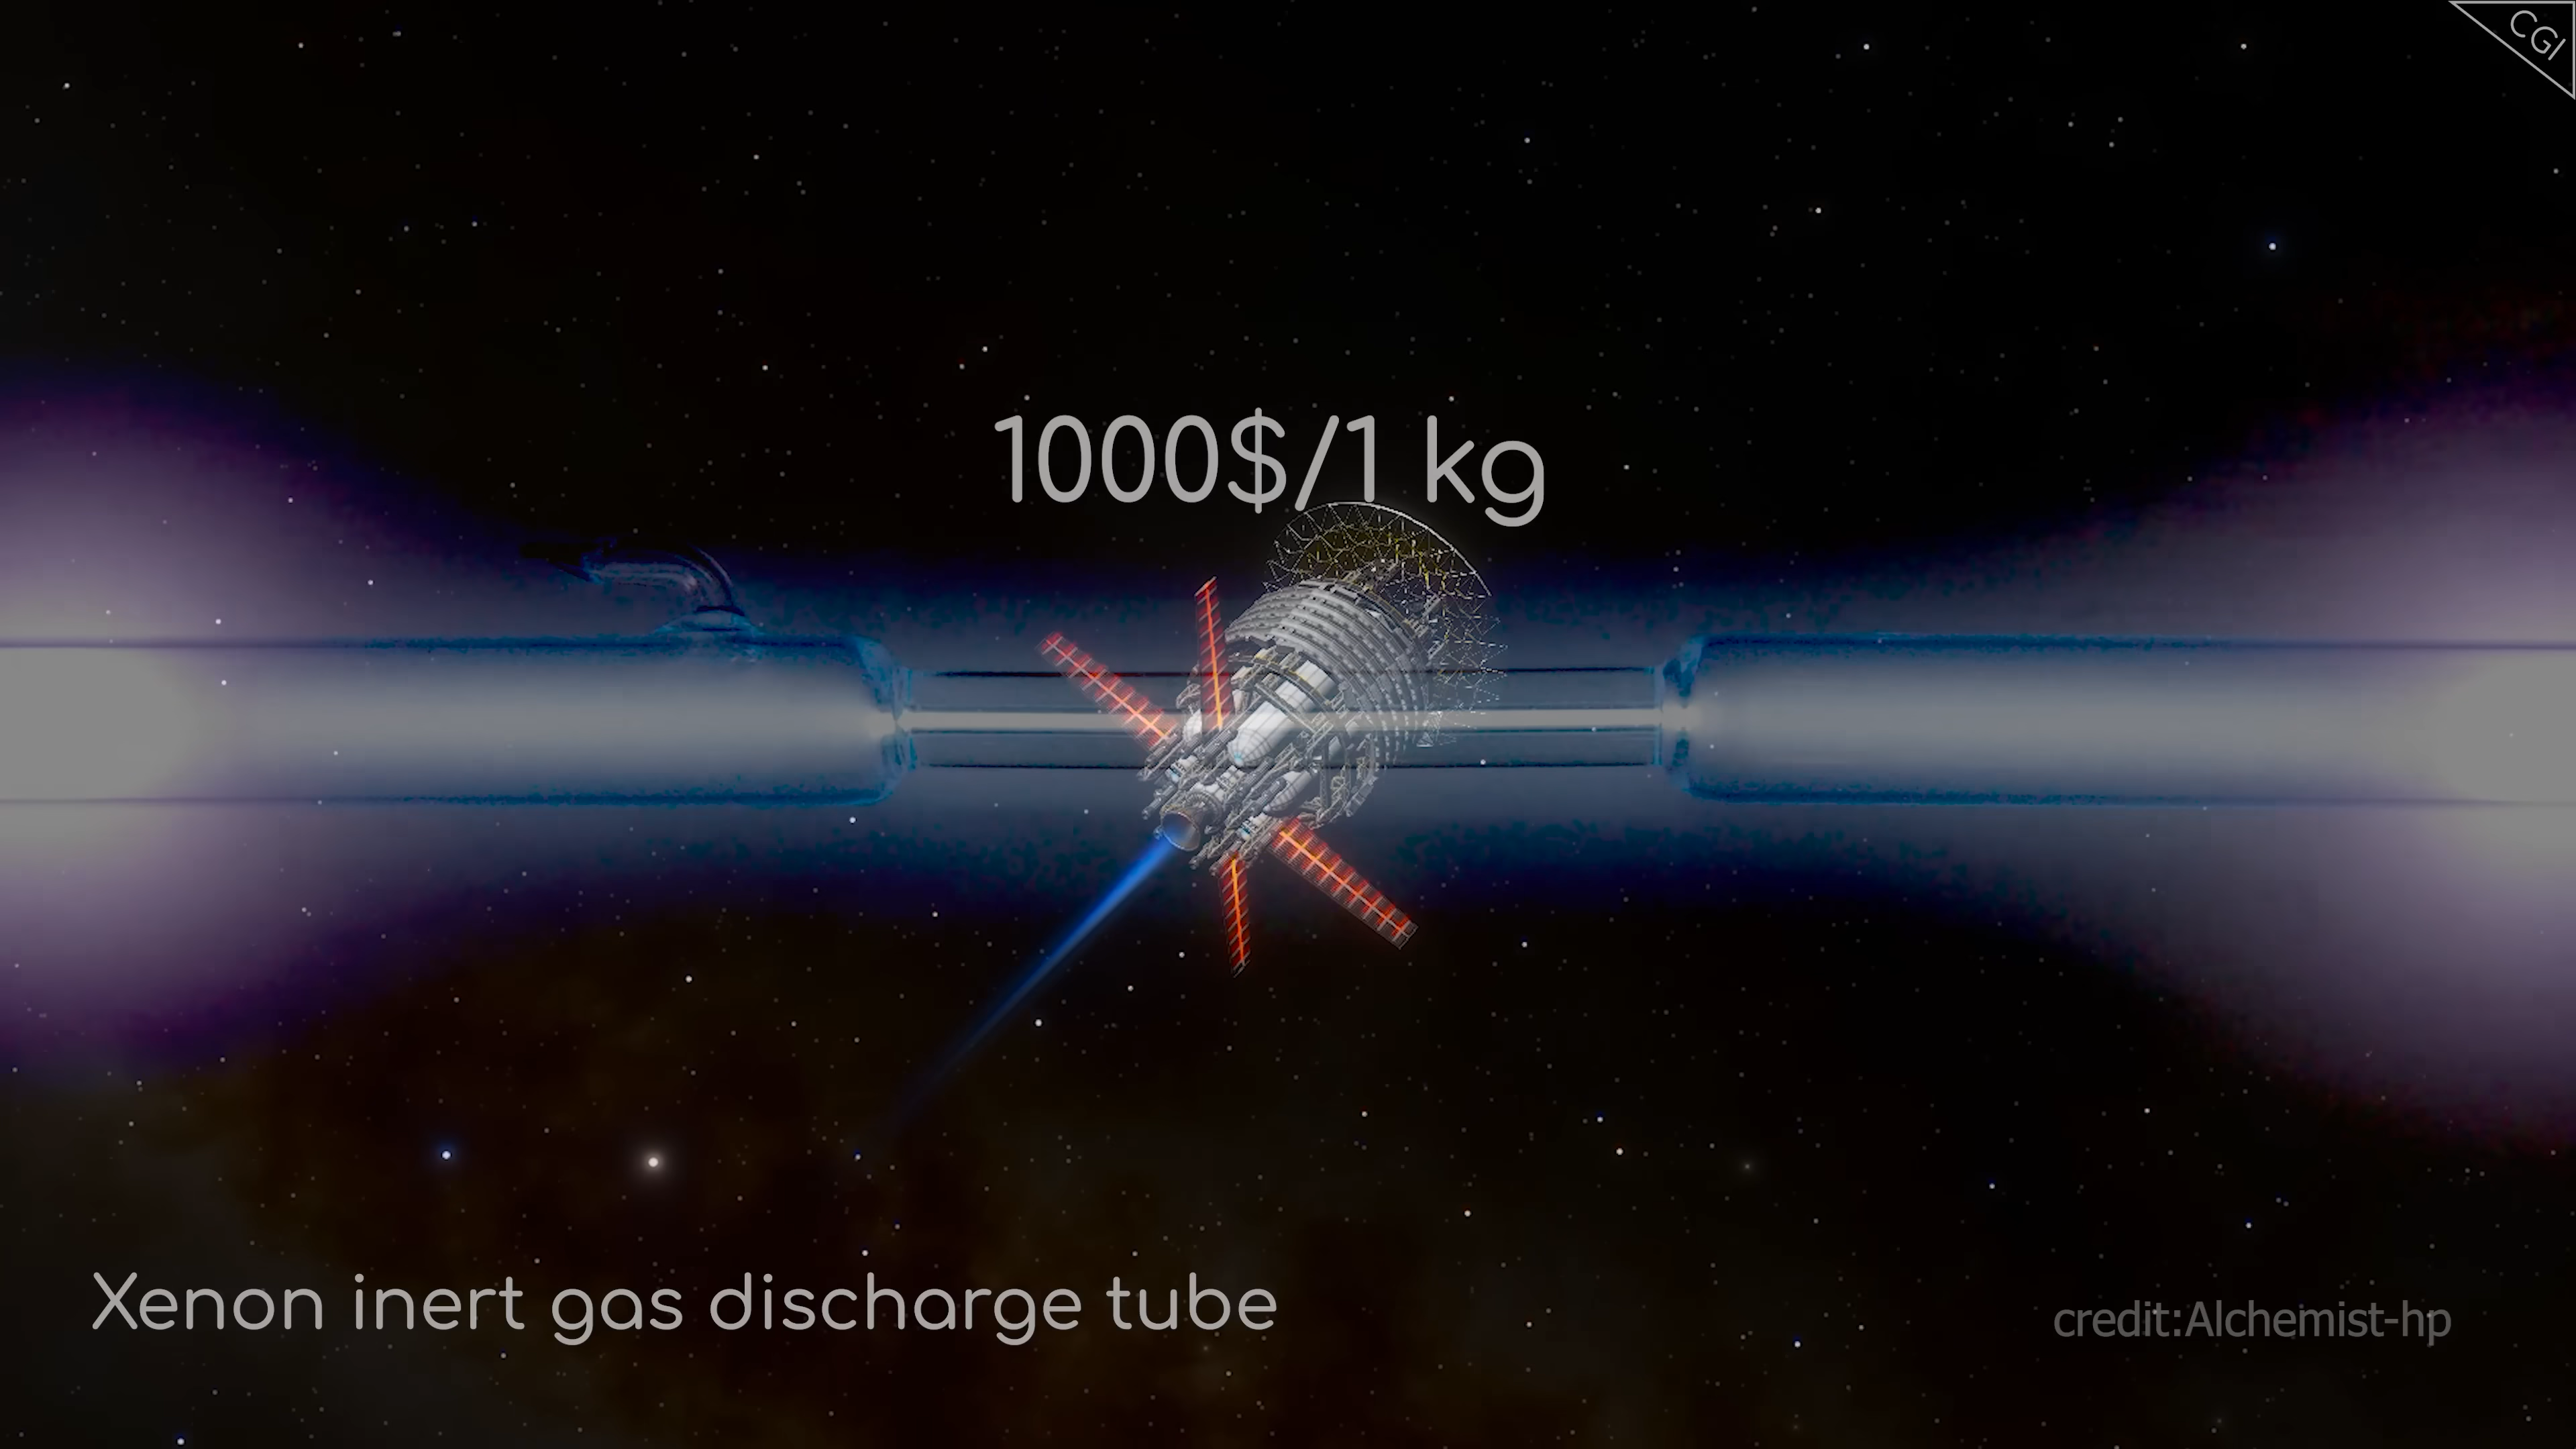 CGI
1000$/1 kg
Xenon inert gas discharge tube
credit:Alchemist-hp